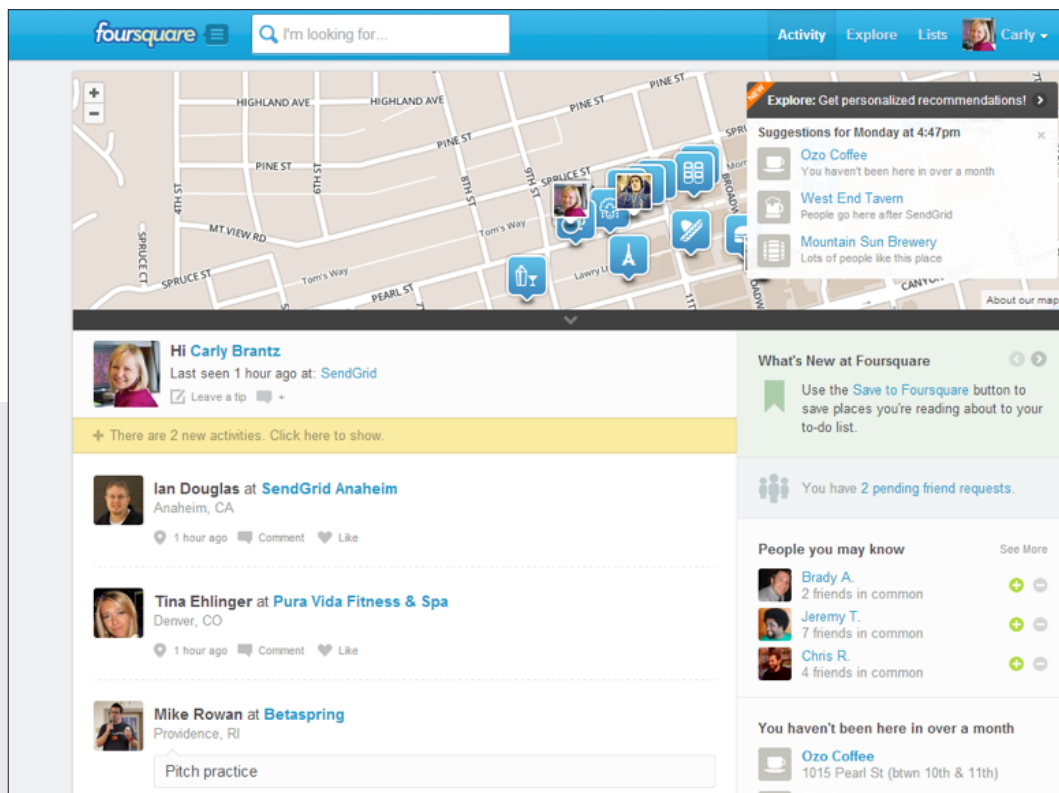 foursquare
I'm looking for...
Activity Explore Lists Carly
HIGHLAND AVE
HIGHLAND AVE
PINE ST
PINE ST
PINE ST
PINE ST
4TH ST
6TH ST
8TH ST
9TH ST
SPRUCE ST
SPRUCE CT
MT VIEW RD
SPRUCE ST
Tom's Way
Tom's Way
PEARL ST
11T
+
−
NEW
Explore: Get personalized recommendations!
Suggestions for Monday at 4:47pm
Ozo Coffee
You haven't been here in over a month
West End Tavern
People go here after SendGrid
Mountain Sun Brewery
Lots of people like this place
About our map
Hi Carly Brantz
Last seen 1 hour ago at: SendGrid
Leave a tip +
+ There are 2 new activities. Click here to show.
Ian Douglas at SendGrid Anaheim
Anaheim, CA
1 hour ago Comment Like
Tina Ehlinger at Pura Vida Fitness & Spa
Denver, CO
1 hour ago Comment Like
Mike Rowan at Betaspring
Providence, RI
Pitch practice
What's New at Foursquare
Use the Save to Foursquare button to
save places you're reading about to your
to-do list.
You have 2 pending friend requests.
People you may know See More
Brady A.
2 friends in common
Jeremy T.
7 friends in common
Chris R.
4 friends in common
You haven't been here in over a month
Ozo Coffee
1015 Pearl St (btwn 10th & 11th)